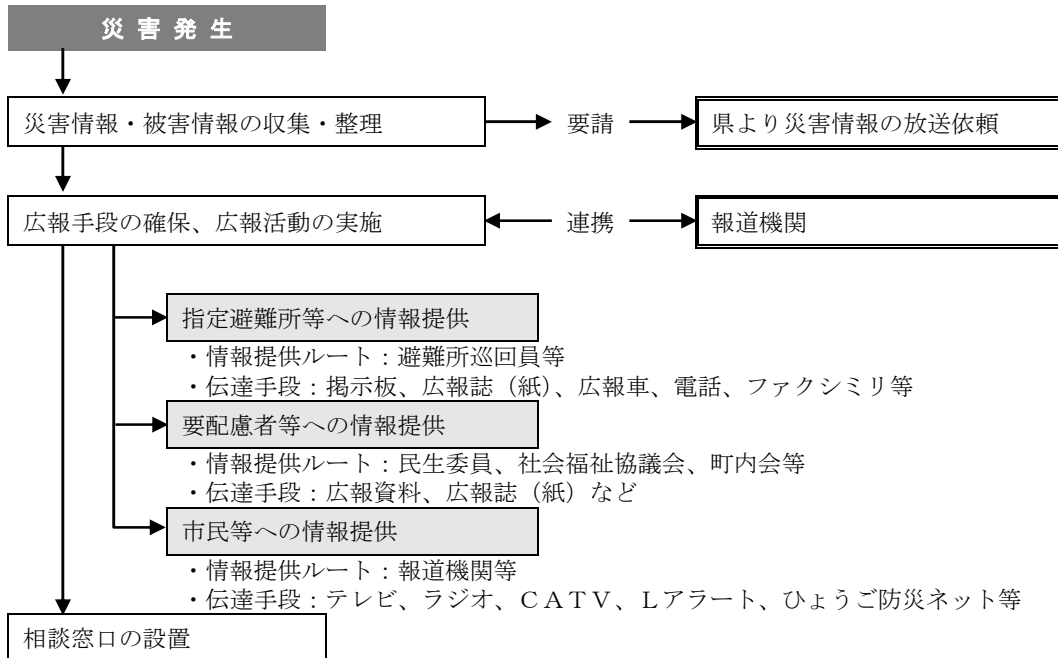 災害発生
災害情報・被害情報の収集・整理
要請
県より災害情報の放送依頼
広報手段の確保、広報活動の実施
連携
報道機関
指定避難所等への情報提供
・情報提供ルート：避難所巡回員等
・伝達手段：掲示板、広報誌（紙）、広報車、電話、ファクシミリ等
要配慮者等への情報提供
・情報提供ルート：民生委員、社会福祉協議会、町内会等
・伝達手段：広報資料、広報誌（紙）など
市民等への情報提供
・情報提供ルート：報道機関等
・伝達手段：テレビ、ラジオ、ＣＡＴＶ、Ｌアラート、ひょうご防災ネット等
相談窓口の設置